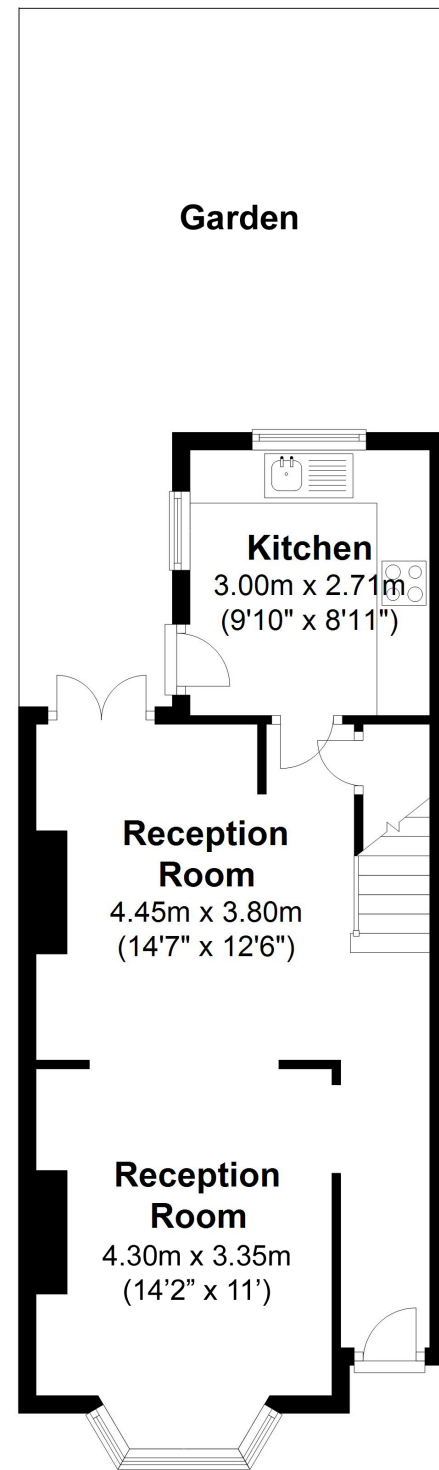 Garden
Kitchen
3.00m x 2.71m
(9'10" x 8'11")
Reception
Room
4.45m x 3.80m
(14'7" x 12'6")
Reception
Room
4.30m x 3.35m
(14’2” x 11’)